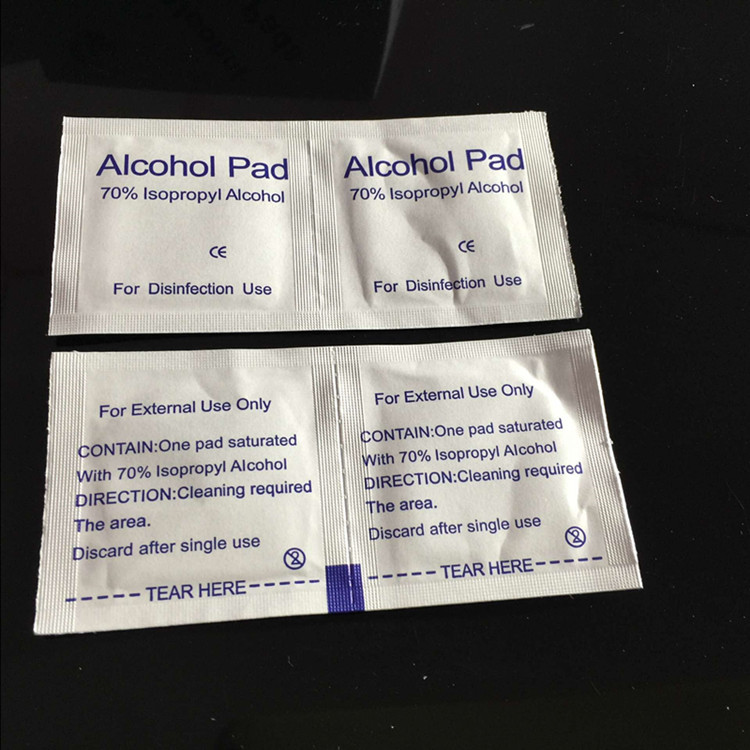 Alcohol Pad
70% Isopropyl Alcohol
CE
For Disinfection Use
Alcohol Pad
70% Isopropyl Alcohol
CE
For Disinfection Use
For External Use Only
CONTAIN:One pad saturated
With 70% Isopropyl Alcohol
DIRECTION:Cleaning required
The area.
Discard after single use
2
-----TEAR HERE-----
For External Use Only
CONTAIN:One pad saturated
With 70% Isopropyl Alcohol
DIRECTION:Cleaning required
The area.
Discard after single use
2
-----TEAR HERE-----